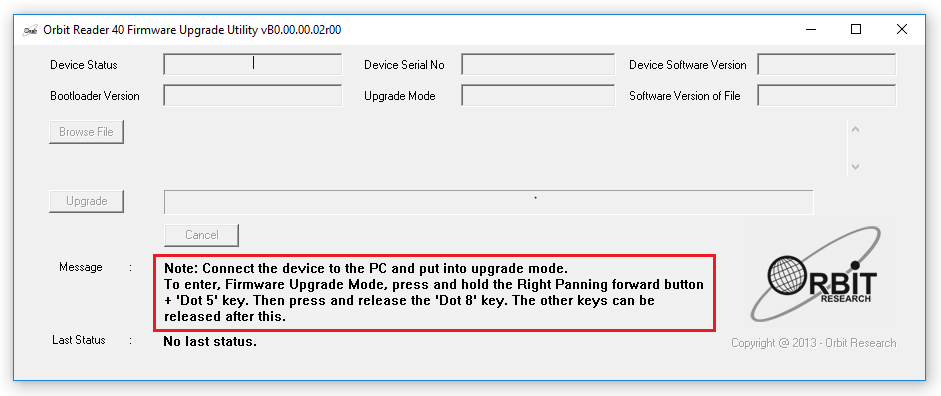 Orbit
Orbit Reader 40 Firmware Upgrade Utility vB0.00.00.02r00
Device Status
Device Serial No
Device Software Version
Bootloader Version
Upgrade Mode
Software Version of File
Browse File
Upgrade
Cancel
Message :
Note: Connect the device to the PC and put into upgrade mode.
To enter, Firmware Upgrade Mode, press and hold the Right Panning forward button
+ 'Dot 5' key. Then press and release the 'Dot 8' key. The other keys can be
released after this.
ORBIT
RESEARCH
Last Status :
No last status.
Copyright @ 2013 - Orbit Research